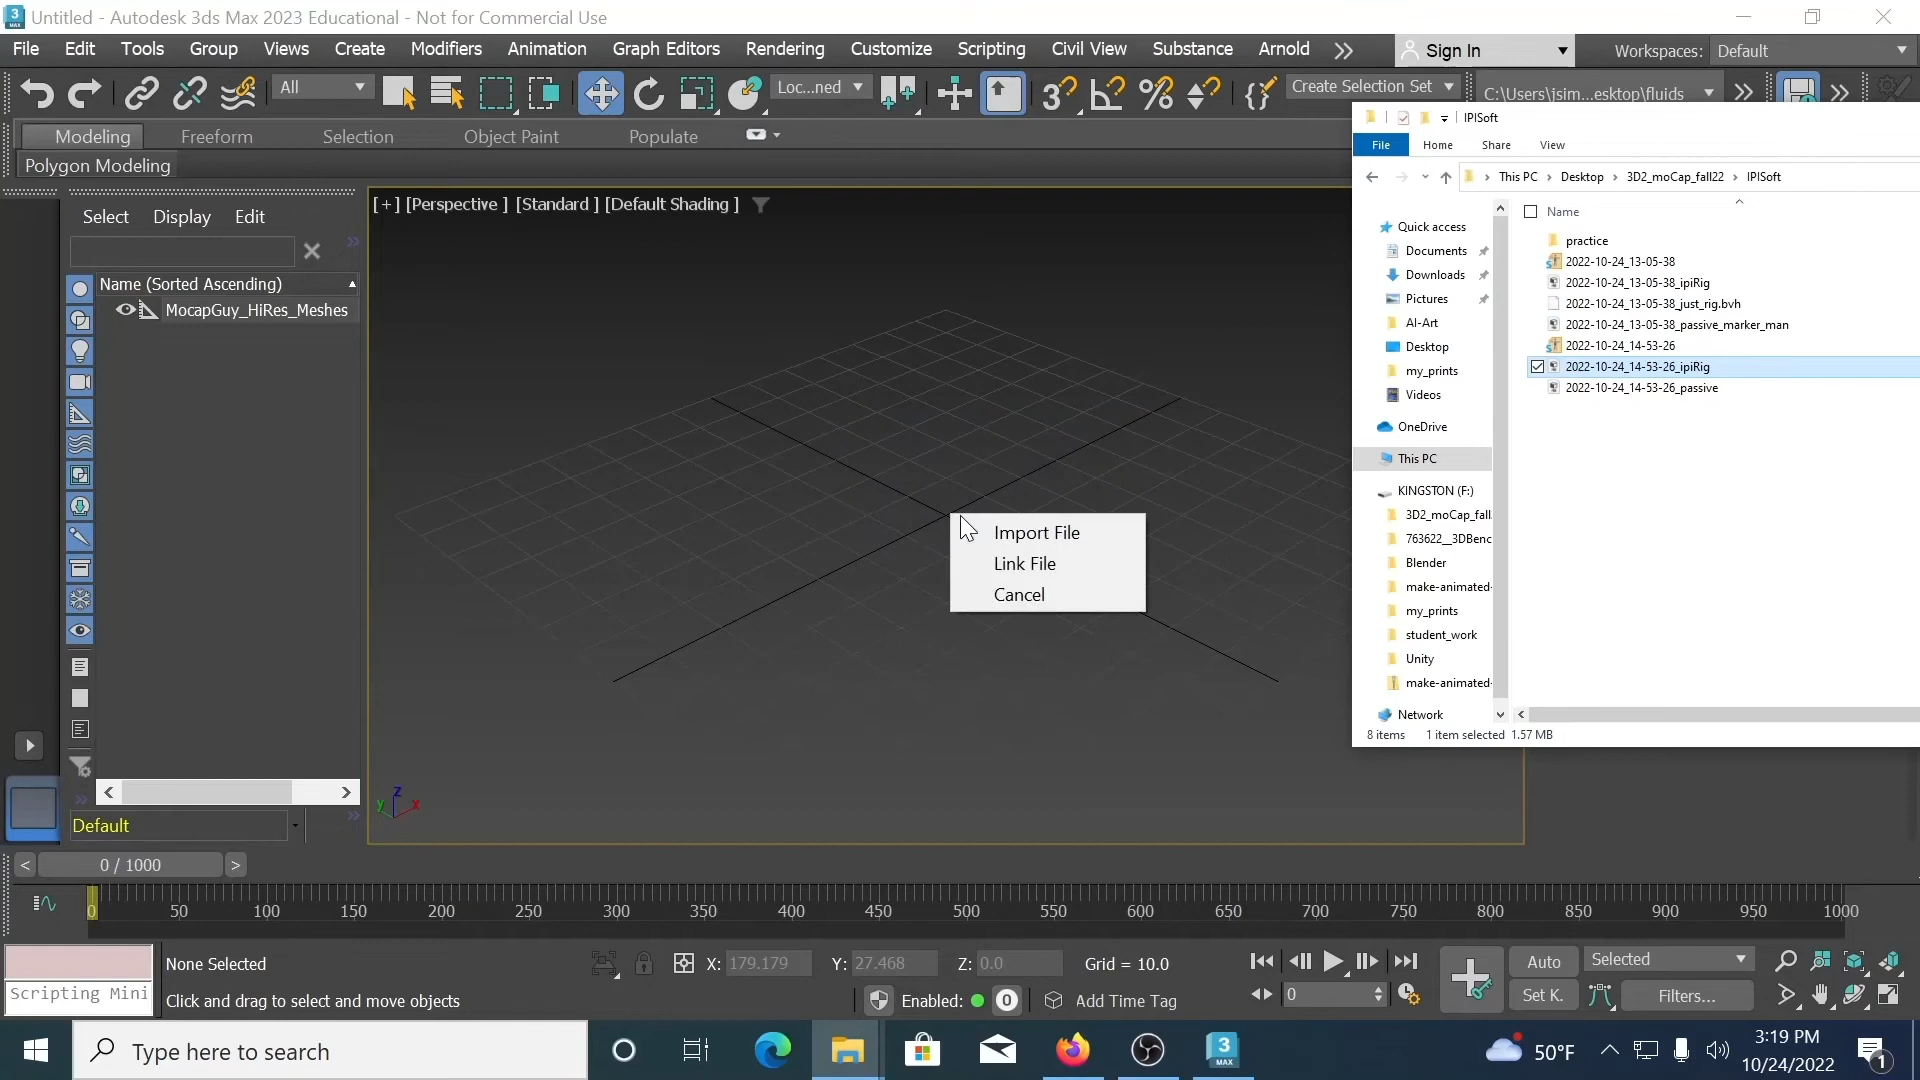 Untitled - Autodesk 3ds Max 2023 Educational - Not for Commercial Use
File Edit Tools Group Views Create Modifiers Animation Graph Editors Rendering Customize Scripting Civil View Substance Arnold
Sign In
Workspaces: Default
All
Loc...ned
Create Selection Set
C:\Users\jsim...esktop\fluids
Modeling Freeform Selection Object Paint Populate
Polygon Modeling
Select Display Edit
Name (Sorted Ascending)
MocapGuy_HiRes_Meshes
Default
[+] [Perspective ] [Standard ] [Default Shading ]
Import File
Link File
Cancel
z
y
x
IPISoft
File Home Share View
This PC Desktop 3D2_moCap_fall22 IPISoft
Quick access
Documents
Downloads
Pictures
AI-Art
Desktop
my_prints
Videos
OneDrive
This PC
KINGSTON (F:)
3D2_moCap_fall
763622__3DBenc
Blender
make-animated-
my_prints
student_work
Unity
make-animated-
Network
Name
practice
2022-10-24_13-05-38
2022-10-24_13-05-38_ipiRig
2022-10-24_13-05-38_just_rig.bvh
2022-10-24_13-05-38_passive_marker_man
2022-10-24_14-53-26
2022-10-24_14-53-26_ipiRig
2022-10-24_14-53-26_passive
8 items 1 item selected 1.57 MB
< 0 / 1000 >
0 50 100 150 200 250 300 350 400 450 500 550 600 650 700 750 800 850 900 950 1000
None Selected
X: 179.179 Y: 27.468 Z: 0.0 Grid = 10.0
Scripting Mini
Click and drag to select and move objects
Enabled: 0 Add Time Tag
0
Auto
Selected
Set K.
Filters...
Type here to search
3
MAX
50°F
3:19 PM
10/24/2022
1